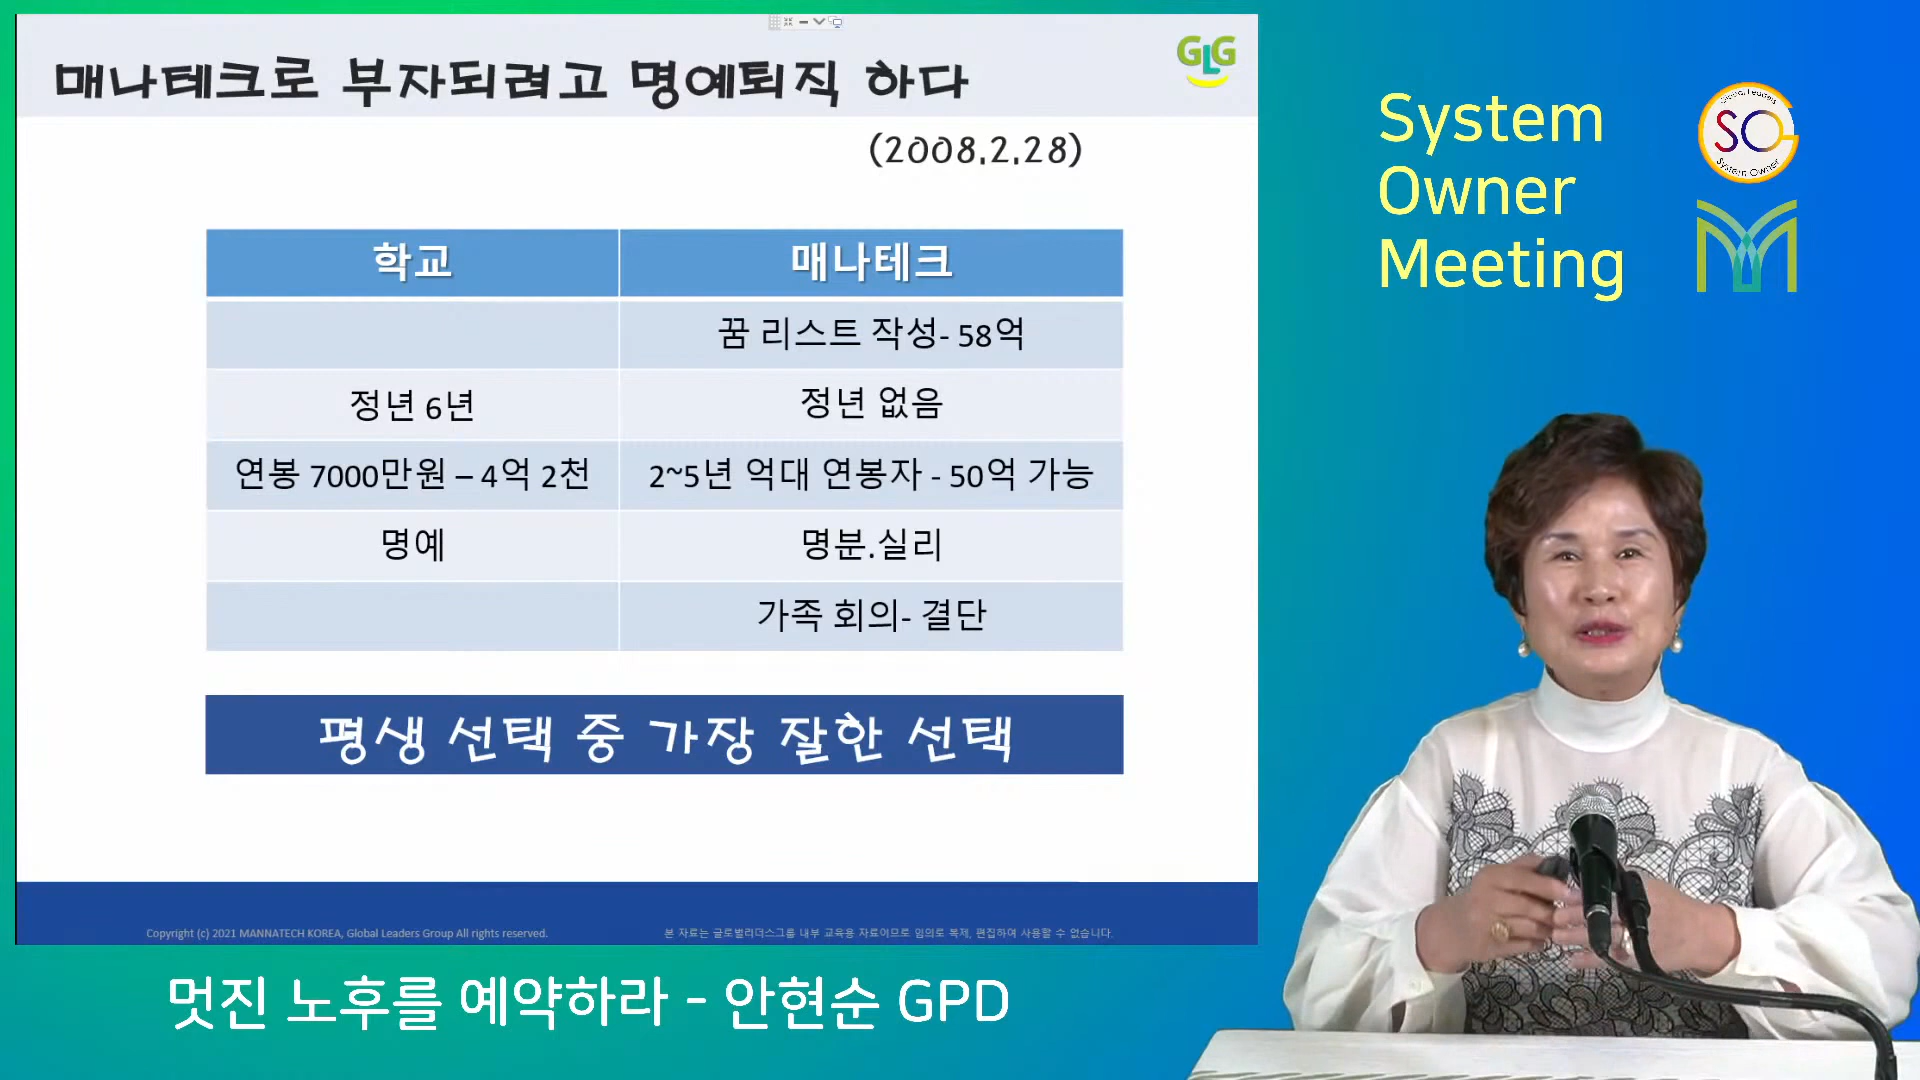 매나테크로 부자되려고 명예퇴직 하다
GLG
(2008.2.28)
학교 매나테크
꿈 리스트 작성- 58억
정년 6년 정년 없음
연봉 7000만원 – 4억 2천 2~5년 억대 연봉자 - 50억 가능
명예 명분.실리
가족 회의- 결단
평생 선택 중 가장 잘한 선택
Copyright (c) 2021 MANNATECH KOREA, Global Leaders Group All rights reserved.
본 자료는 글로벌리더스그룹 내부 교육용 자료이므로 임의로 복제, 편집하여 사용할 수 없습니다.
멋진 노후를 예약하라 - 안현순 GPD
System
Owner
Meeting
Global Leaders
SO
System Owner